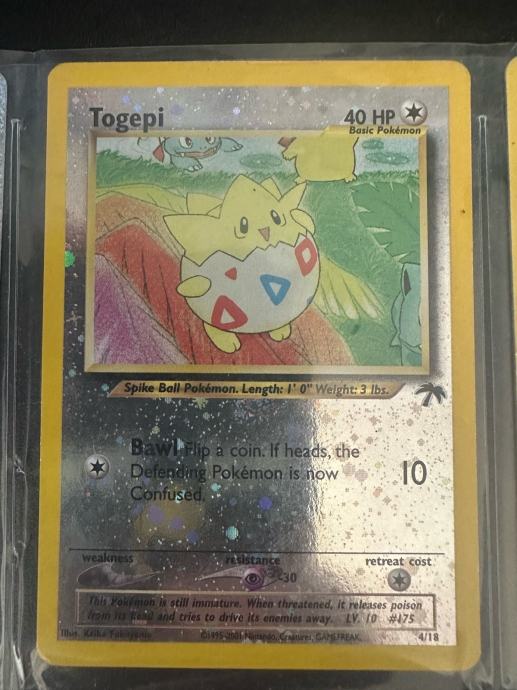 Togepi
40 HP
Basic Pokémon
Spike Ball Pokémon. Length: 1' 0" Weight: 3 lbs.
Bawl Flip a coin. If heads, the
Defending Pokémon is now
Confused.
10
weakness
resistance
retreat cost
-30
This Pokémon is still immature. When threatened, it releases poison
from its head and tries to drive its enemies away. LV. 10 #175
Illus.
©1995-2001 Nintendo, Creatures, GAMEFREAK.
4/18